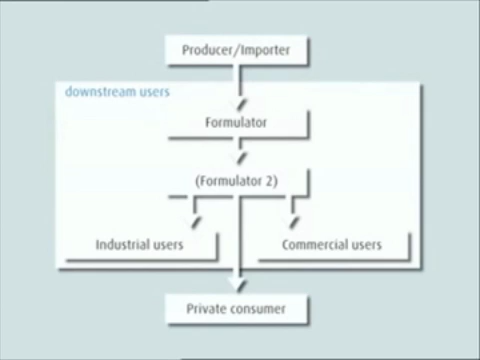 Producer/Importer
downstream users
Formulator
(Formulator 2)
Industrial users
Commercial users
Private consumer